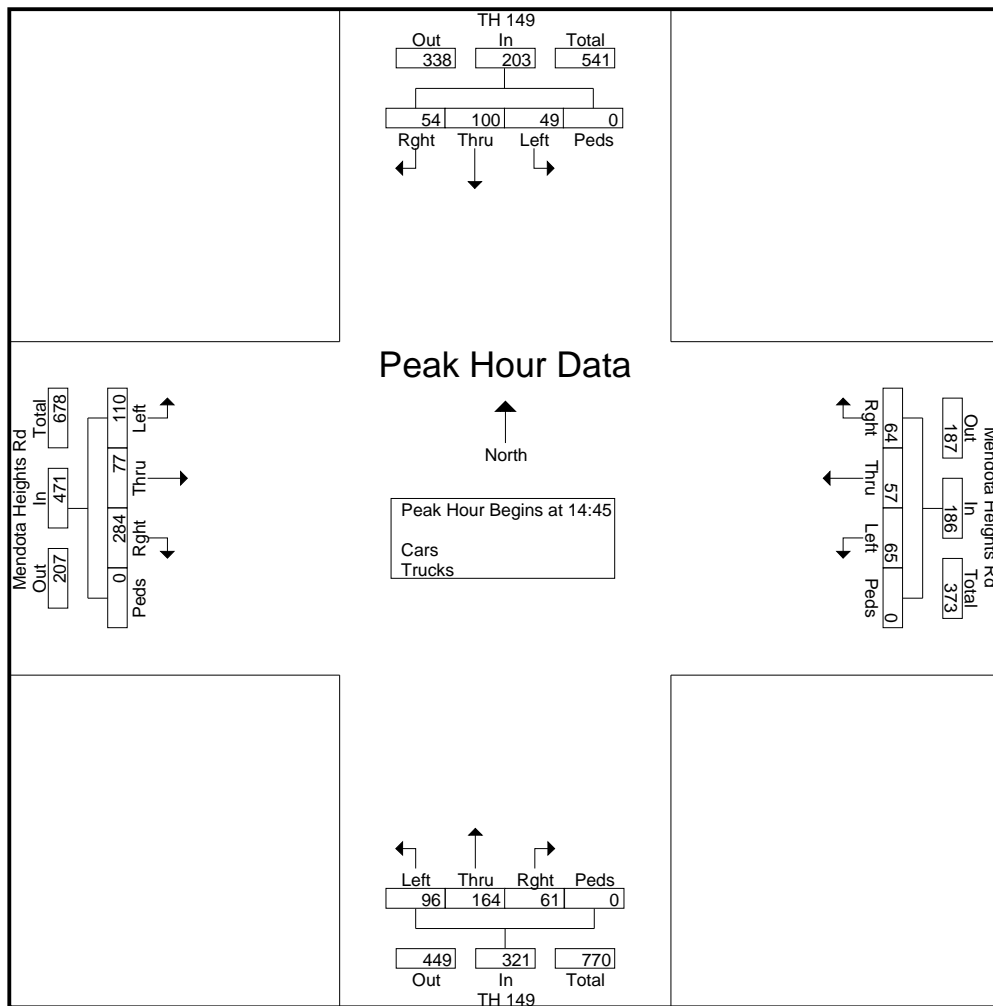 TH 149
Out In Total
338 203 541
54 100 49 0
Rght Thru Left Peds
Peak Hour Data
North
Peak Hour Begins at 14:45
Cars
Trucks
Mendota Heights Rd
Total In Out
678 471 207
110 77 284 0
Left Thru Rght Peds
Mendota Heights Rd
Out In Total
187 186 373
64 57 65 0
Rght Thru Left Peds
Left Thru Rght Peds
96 164 61 0
449 321 770
Out In Total
TH 149